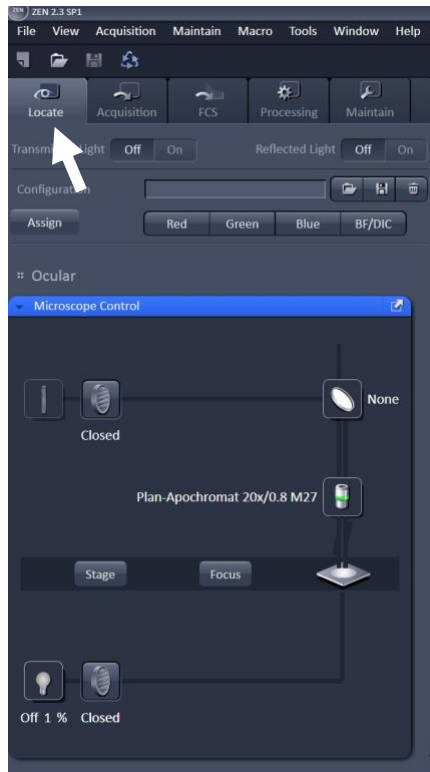 ZEN ZEN 2.3 SP1
File View Acquisition Maintain Macro Tools Window Help
Locate Acquisition FCS Processing Maintain
Light Off On Reflected Light Off On
Configuration
Assign Red Green Blue BF/DIC
Ocular
Microscope Control
None
Closed
Plan-Apochromat 20x/0.8 M27
Stage Focus
Off 1 % Closed